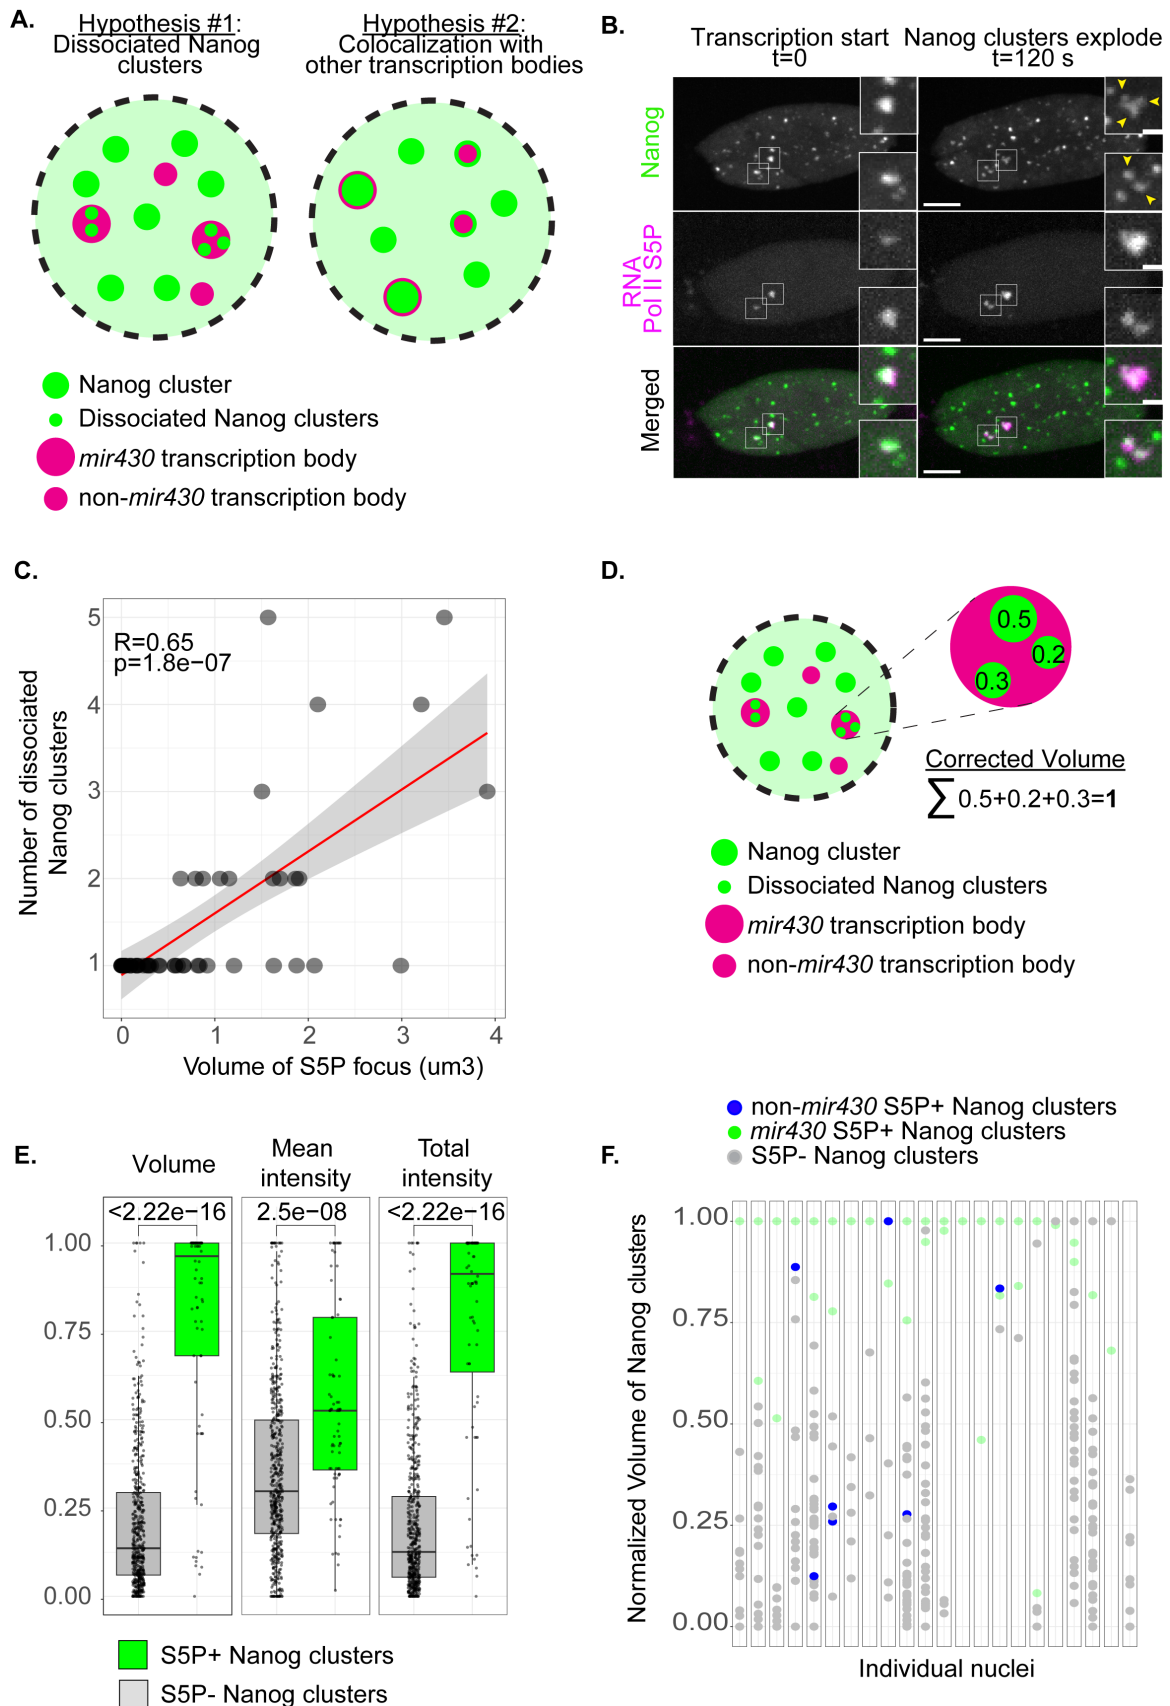 A.
Hypothesis #1:
Dissociated Nanog
clusters
Hypothesis #2:
Colocalization with
other transcription bodies
Nanog cluster
Dissociated Nanog clusters
mir430 transcription body
non-mir430 transcription body
B.
Transcription start
t=0
Nanog clusters explode
t=120 s
Nanog
RNA
Pol II S5P
Merged
C.
R=0.65
p=1.8e−07
5
4
3
2
1
0 1 2 3 4
Number of dissociated
Nanog clusters
Volume of S5P focus (um3)
D.
0.5
0.2
0.3
Corrected Volume
∑ 0.5+0.2+0.3=1
Nanog cluster
Dissociated Nanog clusters
mir430 transcription body
non-mir430 transcription body
E.
Volume
Mean
intensity
Total
intensity
<2.22e−16
2.5e−08
<2.22e−16
1.00
0.75
0.50
0.25
0.00
S5P+ Nanog clusters
S5P- Nanog clusters
non-mir430 S5P+ Nanog clusters
mir430 S5P+ Nanog clusters
S5P- Nanog clusters
F.
1.00
0.75
0.50
0.25
0.00
Normalized Volume of Nanog clusters
Individual nuclei